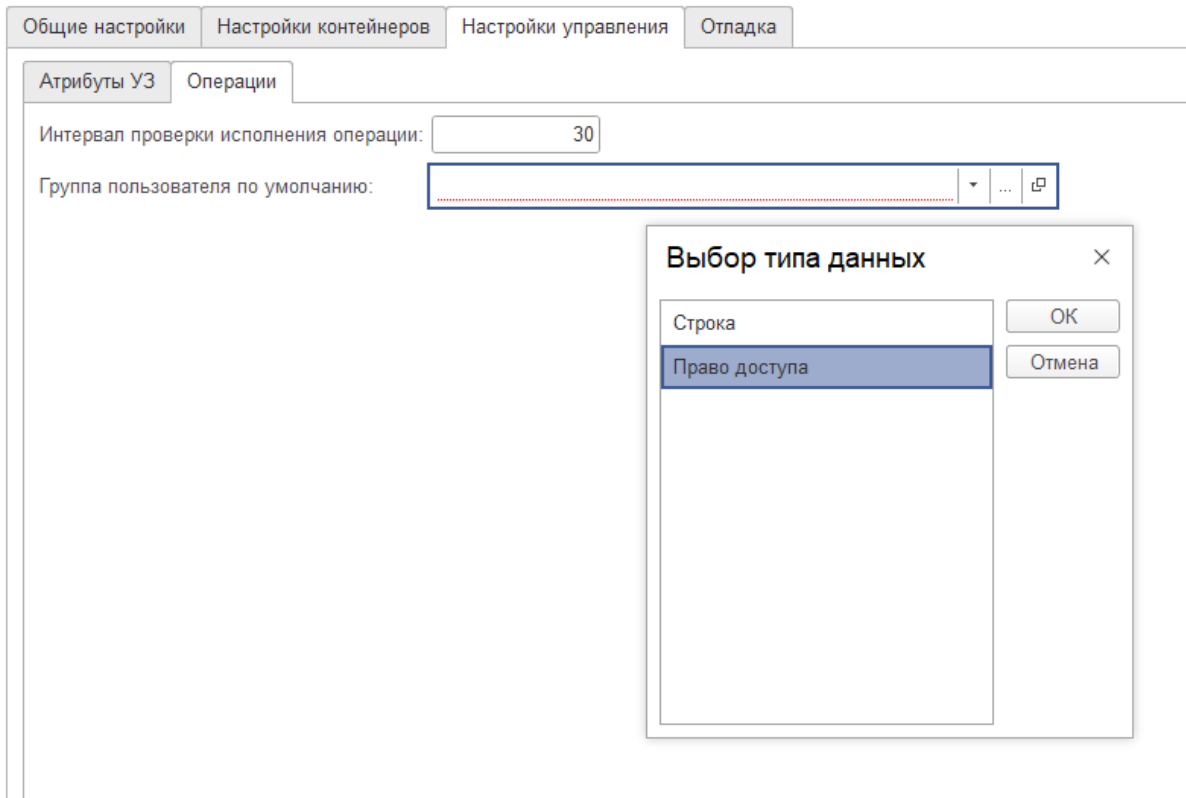 Общие настройки Настройки контейнеров Настройки управления Отладка
Атрибуты УЗ Операции
Интервал проверки исполнения операции: 30
Группа пользователя по умолчанию: ...
Выбор типа данных
Строка
ОК
Право доступа
Отмена